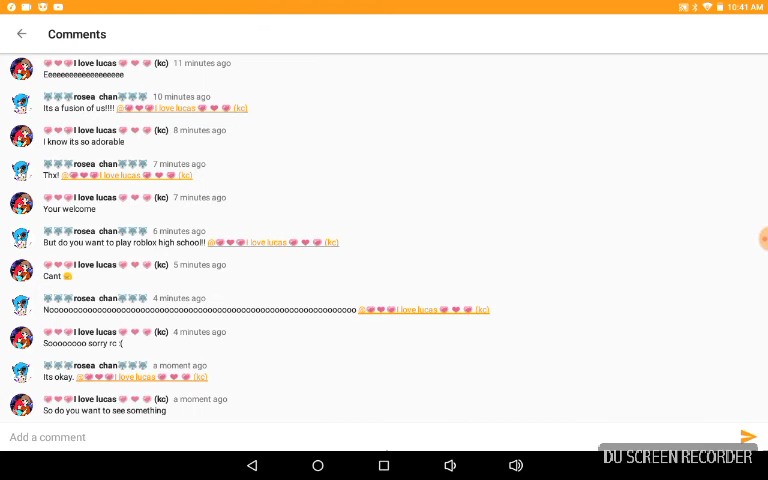 10:41 AM
Comments
I love lucas (kc) 11 minutes ago
Eeeeeeeeeeeeeeeeee
rosea chan 10 minutes ago
Its a fusion of us!!!! @💗❤💗I love lucas 💗 ❤ 💗 (kc)
I love lucas (kc) 8 minutes ago
I know its so adorable
rosea chan 7 minutes ago
Thx! @💗❤💗I love lucas 💗 ❤ 💗 (kc)
I love lucas (kc) 7 minutes ago
Your welcome
rosea chan 6 minutes ago
But do you want to play roblox high school!! @💗❤💗I love lucas 💗 ❤ 💗 (kc)
I love lucas (kc) 5 minutes ago
Cant
rosea chan 4 minutes ago
Nooooooooooooooooooooooooooooooooooooooooooooooooooooooooooooooooo @💗❤💗I love lucas 💗 ❤ 💗 (kc)
I love lucas (kc) 4 minutes ago
Soooooooo sorry rc :(
rosea chan a moment ago
Its okay. @💗❤💗I love lucas 💗 ❤ 💗 (kc)
I love lucas (kc) a moment ago
So do you want to see something
Add a comment
DU SCREEN RECORDER